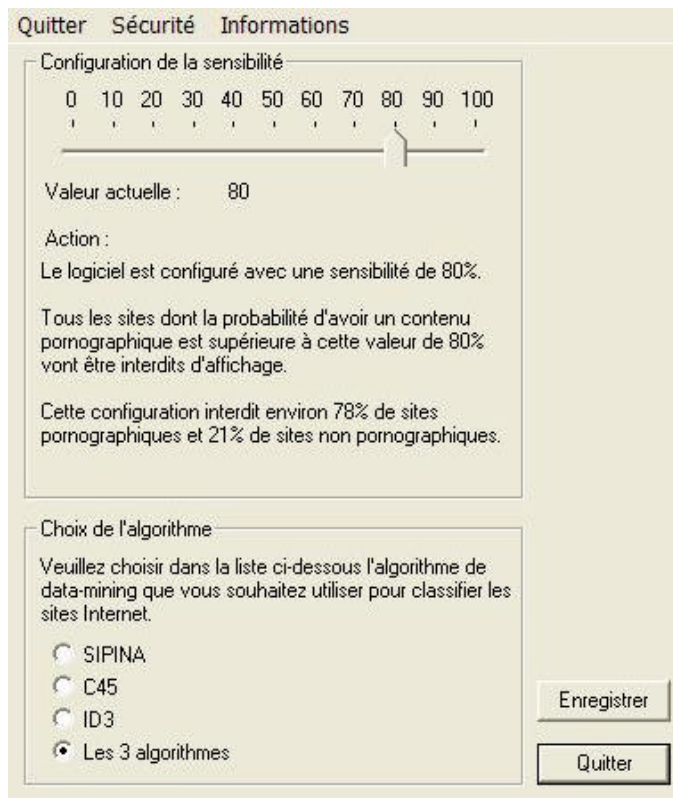 Quitter Sécurité Informations
Configuration de la sensibilité
0 10 20 30 40 50 60 70 80 90 100
Valeur actuelle : 80
Action :
Le logiciel est configuré avec une sensibilité de 80%.
Tous les sites dont la probabilité d'avoir un contenu
pornographique est supérieure à cette valeur de 80%
vont être interdits d'affichage.
Cette configuration interdit environ 78% de sites
pornographiques et 21% de sites non pornographiques.
Choix de l'algorithme
Veuillez choisir dans la liste ci-dessous l'algorithme de
data-mining que vous souhaitez utiliser pour classifier les
sites Internet.
SIPINA
C45
ID3
Les 3 algorithmes
Enregistrer
Quitter